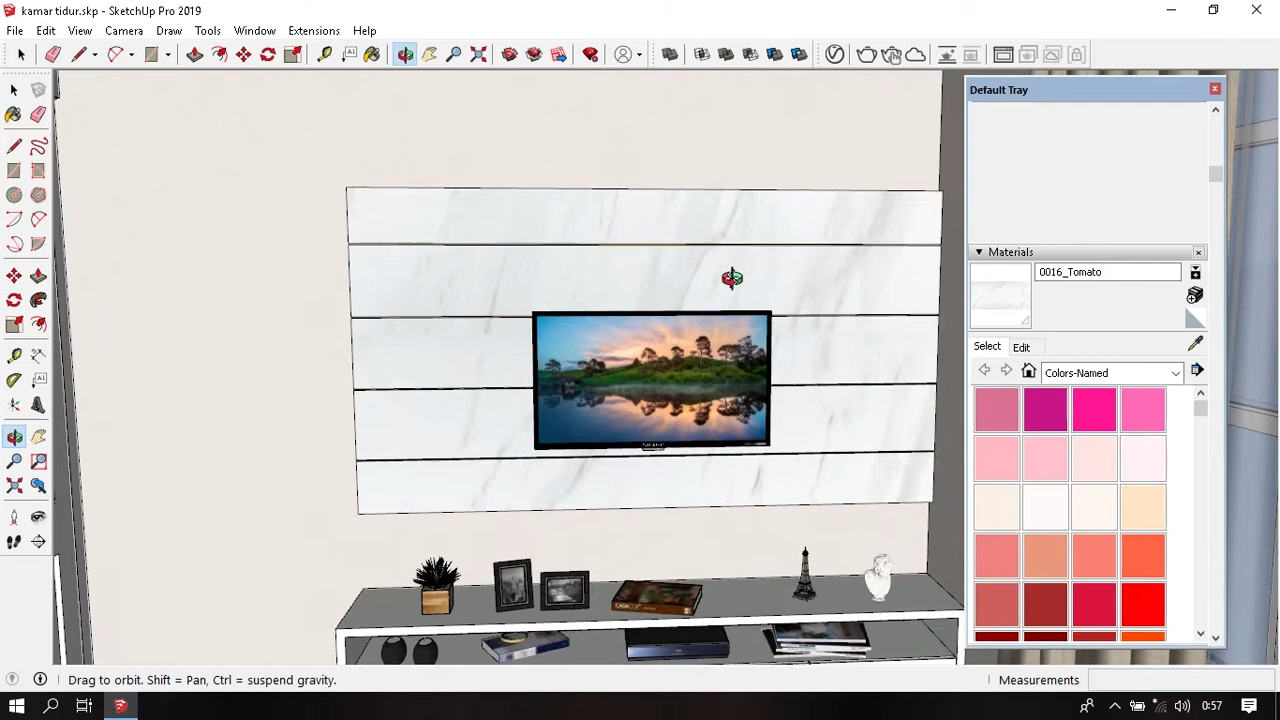 kamar tidur.skp - SketchUp Pro 2019
File Edit View Camera Draw Tools Window Extensions Help
Default Tray
Materials
0016_Tomato
Select Edit
Colors-Named
Drag to orbit. Shift = Pan, Ctrl = suspend gravity.
Measurements
0:57